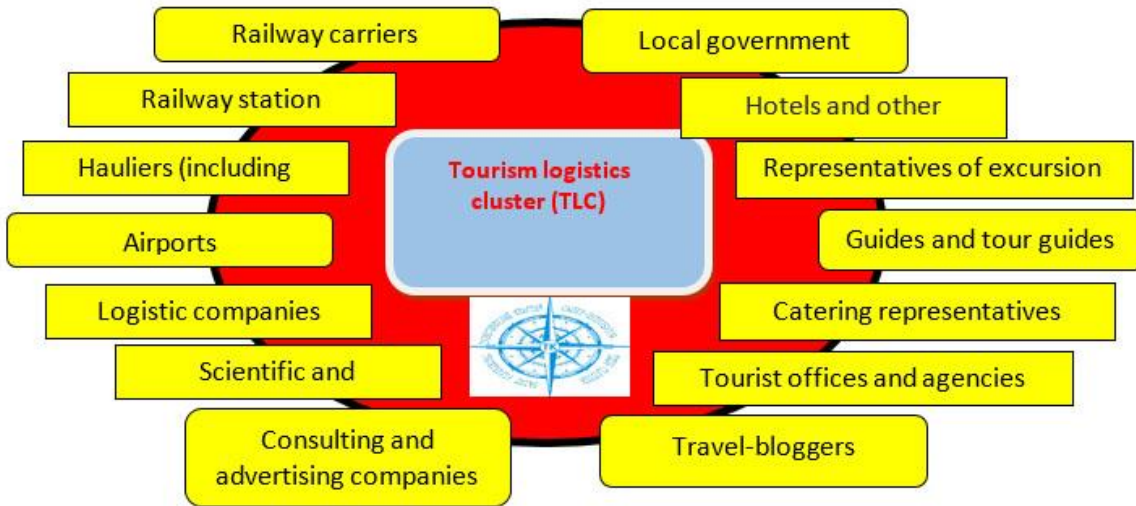 Railway carriers
Local government
Railway station
Hotels and other
Hauliers (including
Tourism logistics
cluster (TLC)
Representatives of excursion
Airports
Guides and tour guides
Logistic companies
Catering representatives
Scientific and
Tourist offices and agencies
Consulting and
advertising companies
Travel-bloggers